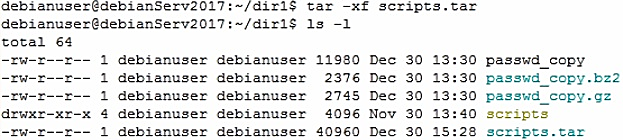 debianuser@debianServ2017:~/dir1$ tar -xf scripts.tar
debianuser@debianServ2017:~/dir1$ ls -l
total 64
-rw-r--r-- 1 debianuser debianuser 11980 Dec 30 13:30 passwd_copy
-rw-r--r-- 1 debianuser debianuser  2376 Dec 30 13:30 passwd_copy.bz2
-rw-r--r-- 1 debianuser debianuser  2745 Dec 30 13:30 passwd_copy.gz
drwxr-xr-x 4 debianuser debianuser  4096 Nov 30 13:40 scripts
-rw-r--r-- 1 debianuser debianuser 40960 Dec 30 15:28 scripts.tar